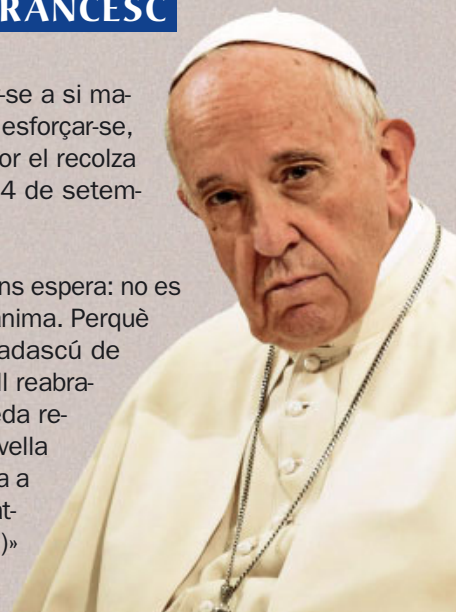 RANCESC
-se a si ma-
esforçar-se,
or el recolza
4 de setem-
ns espera: no es
ànima. Perquè
adascú de
ll reabra-
eda re-
vella
a a
nt-
)»